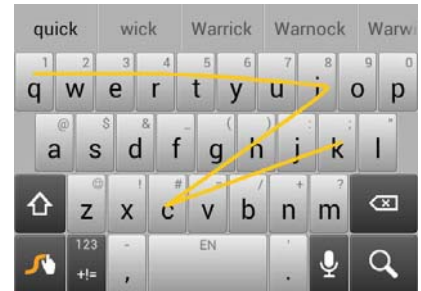 quick wick Warrick Warnock Warw
1 2 3 4 5 6 7 8 9 0
q w e r t y u i o p
@ $ & _ ( ) : ; "
a s d f g h j k l
! # - / + ?
z x c v b n m
123 - EN '
+!= , .